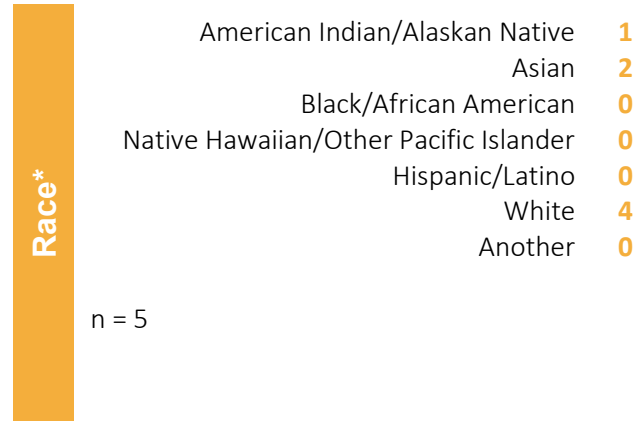 Race*
American Indian/Alaskan Native 1
Asian 2
Black/African American 0
Native Hawaiian/Other Pacific Islander 0
Hispanic/Latino 0
White 4
Another 0
n = 5